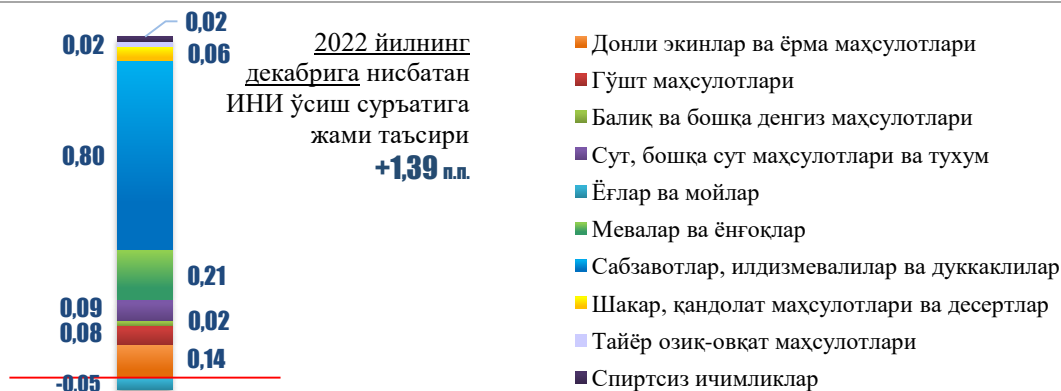 0,02
0,02
0,06
0,80
0,21
0,09
0,02
0,08
0,14
-0,05
2022 йилнинг
декабрига нисбатан
ИНИ ўсиш суръатига
жами таъсири
+1,39 п.п.
Донли экинлар ва ёрма маҳсулотлари
Гўшт маҳсулотлари
Балиқ ва бошқа денгиз маҳсулотлари
Сут, бошқа сут маҳсулотлари ва тухум
Ёғлар ва мойлар
Мевалар ва ёнғоқлар
Сабзавотлар, илдизмевалилар ва дуккаклилар
Шакар, қандолат маҳсулотлари ва десертлар
Тайёр озиқ-овқат маҳсулотлари
Спиртсиз ичимликлар